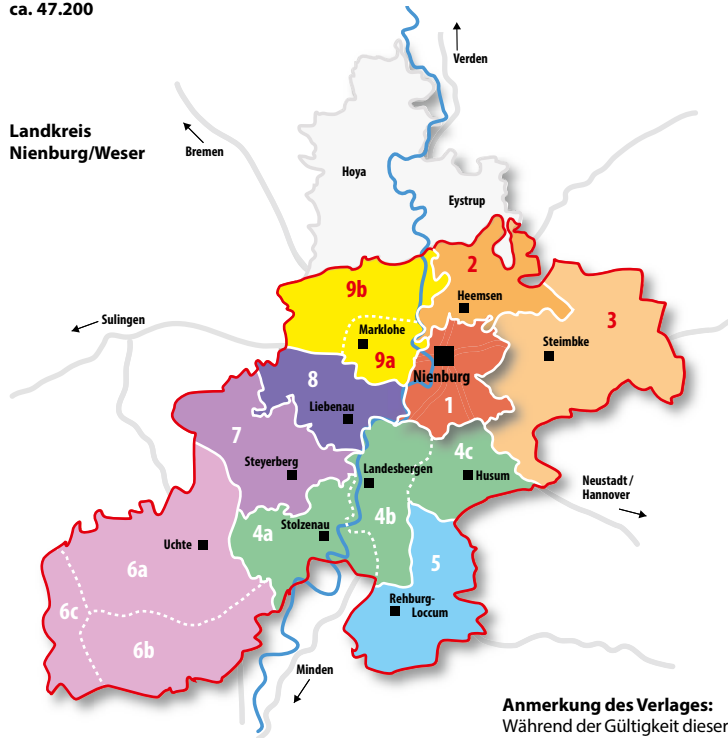 ca. 47.200
Verden
Landkreis
Nienburg/Weser
Bremen
Hoya
Eystrup
2
9b
Heemsen
3
Sulingen
Marklohe
Steimbke
9a
Nienburg
8
1
Liebenau
7
4c
Steyerberg
Landesbergen
Husum
Neustadt /
Hannover
4a
Stolzenau
4b
Uchte
5
6a
6c
Rehburg-
Loccum
6b
Minden
Anmerkung des Verlages:
Während der Gültigkeit dieser